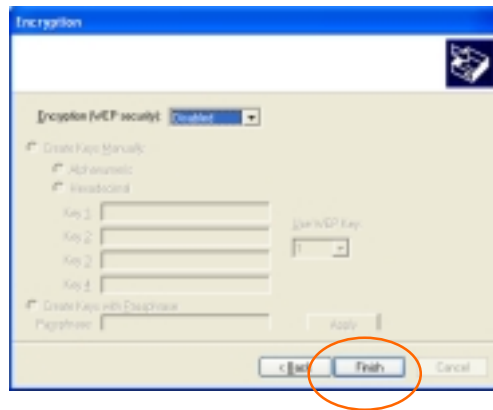 Encryption
Encryption (WEP security): Disabled
Create Keys Manually
Alphanumeric
Hexadecimal
Key 1
Key 2
Use WEP Key:
1
Key 3
Key 4
Create Keys with Passphrase
Passphrase
Apply
< Back
Finish
Cancel